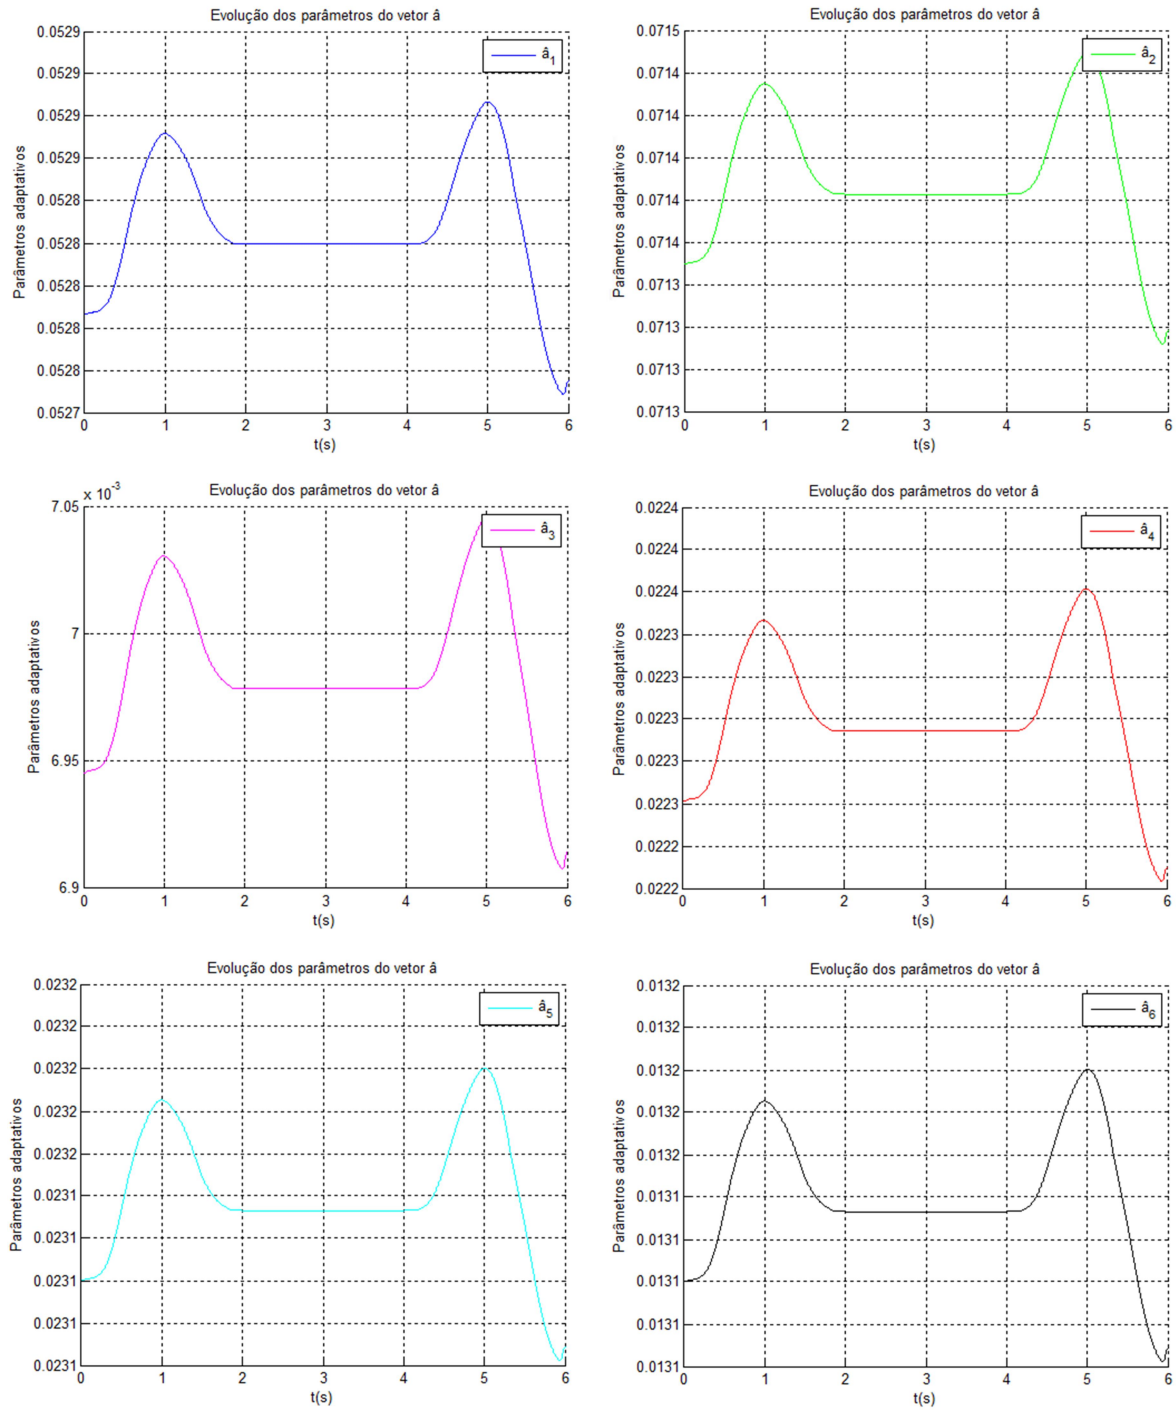 Evolução dos parâmetros do vetor â
0.0529
0.0529
0.0529
0.0529
0.0528
0.0528
0.0528
0.0528
0.0528
0.0527
Parâmetros adaptativos
â1
0 1 2 3 4 5 6
t(s)
Evolução dos parâmetros do vetor â
0.0715
0.0714
0.0714
0.0714
0.0714
0.0714
0.0713
0.0713
0.0713
0.0713
Parâmetros adaptativos
â2
0 1 2 3 4 5 6
t(s)
Evolução dos parâmetros do vetor â
x 10-3
7.05
7
6.95
6.9
Parâmetros adaptativos
â3
0 1 2 3 4 5 6
t(s)
Evolução dos parâmetros do vetor â
0.0224
0.0224
0.0224
0.0223
0.0223
0.0223
0.0223
0.0223
0.0222
0.0222
Parâmetros adaptativos
â4
0 1 2 3 4 5 6
t(s)
Evolução dos parâmetros do vetor â
0.0232
0.0232
0.0232
0.0232
0.0232
0.0231
0.0231
0.0231
0.0231
0.0231
Parâmetros adaptativos
â5
0 1 2 3 4 5 6
t(s)
Evolução dos parâmetros do vetor â
0.0132
0.0132
0.0132
0.0132
0.0132
0.0131
0.0131
0.0131
0.0131
0.0131
Parâmetros adaptativos
â6
0 1 2 3 4 5 6
t(s)